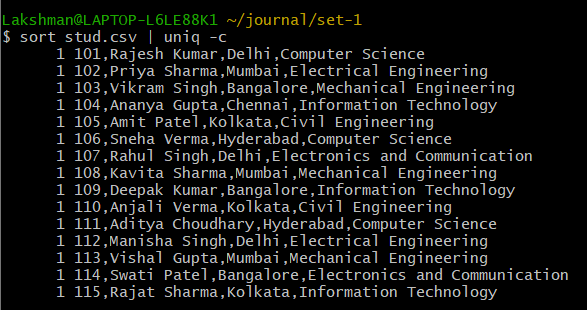 Lakshman@LAPTOP-L6LE88K1 ~/journal/set-1
$ sort stud.csv | uniq -c
1 101,Rajesh Kumar,Delhi,Computer Science
1 102,Priya Sharma,Mumbai,Electrical Engineering
1 103,Vikram Singh,Bangalore,Mechanical Engineering
1 104,Ananya Gupta,Chennai,Information Technology
1 105,Amit Patel,Kolkata,Civil Engineering
1 106,Sneha Verma,Hyderabad,Computer Science
1 107,Rahul Singh,Delhi,Electronics and Communication
1 108,Kavita Sharma,Mumbai,Mechanical Engineering
1 109,Deepak Kumar,Bangalore,Information Technology
1 110,Anjali Verma,Kolkata,Civil Engineering
1 111,Aditya Choudhary,Hyderabad,Computer Science
1 112,Manisha Singh,Delhi,Electrical Engineering
1 113,Vishal Gupta,Mumbai,Mechanical Engineering
1 114,Swati Patel,Bangalore,Electronics and Communication
1 115,Rajat Sharma,Kolkata,Information Technology